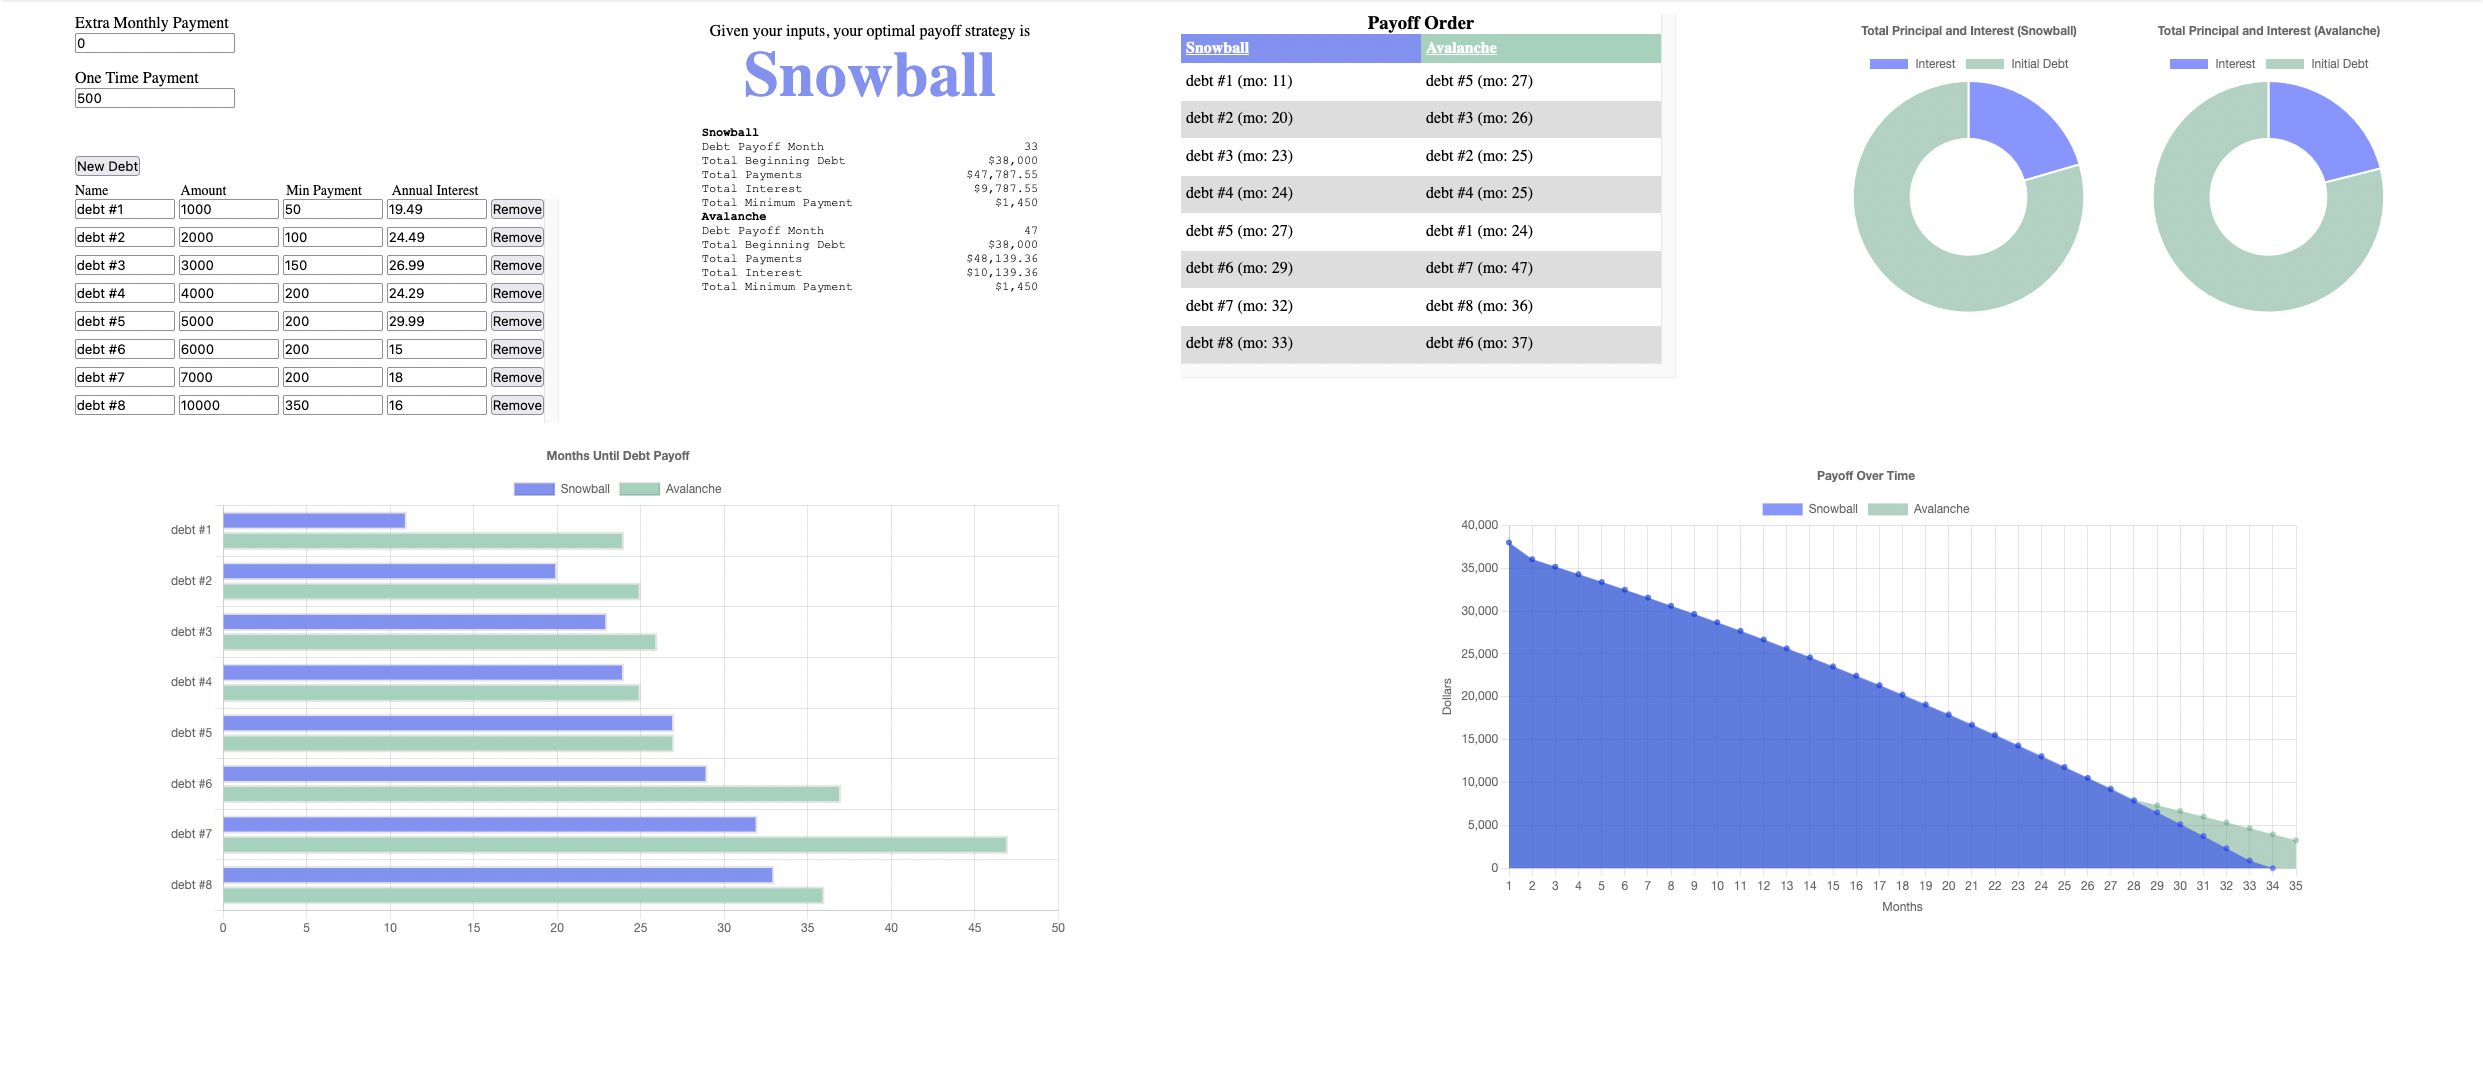 Extra Monthly Payment
0
One Time Payment
500
New Debt
Name Amount Min Payment Annual Interest
debt #1 1000 50 19.49 Remove
debt #2 2000 100 24.49 Remove
debt #3 3000 150 26.99 Remove
debt #4 4000 200 24.29 Remove
debt #5 5000 200 29.99 Remove
debt #6 6000 200 15 Remove
debt #7 7000 200 18 Remove
debt #8 10000 350 16 Remove
Given your inputs, your optimal payoff strategy is
Snowball
Snowball
Debt Payoff Month 33
Total Beginning Debt $38,000
Total Payments $47,787.55
Total Interest $9,787.55
Total Minimum Payment $1,450
Avalanche
Debt Payoff Month 47
Total Beginning Debt $38,000
Total Payments $48,139.36
Total Interest $10,139.36
Total Minimum Payment $1,450
Payoff Order
Snowball Avalanche
debt #1 (mo: 11) debt #5 (mo: 27)
debt #2 (mo: 20) debt #3 (mo: 26)
debt #3 (mo: 23) debt #2 (mo: 25)
debt #4 (mo: 24) debt #4 (mo: 25)
debt #5 (mo: 27) debt #1 (mo: 24)
debt #6 (mo: 29) debt #7 (mo: 47)
debt #7 (mo: 32) debt #8 (mo: 36)
debt #8 (mo: 33) debt #6 (mo: 37)
Total Principal and Interest (Snowball)
Interest Initial Debt
Total Principal and Interest (Avalanche)
Interest Initial Debt
Months Until Debt Payoff
Snowball Avalanche
debt #1
debt #2
debt #3
debt #4
debt #5
debt #6
debt #7
debt #8
0 5 10 15 20 25 30 35 40 45 50
Payoff Over Time
Snowball Avalanche
40,000
35,000
30,000
25,000
20,000
15,000
10,000
5,000
0
Dollars
1 2 3 4 5 6 7 8 9 10 11 12 13 14 15 16 17 18 19 20 21 22 23 24 25 26 27 28 29 30 31 32 33 34 35
Months